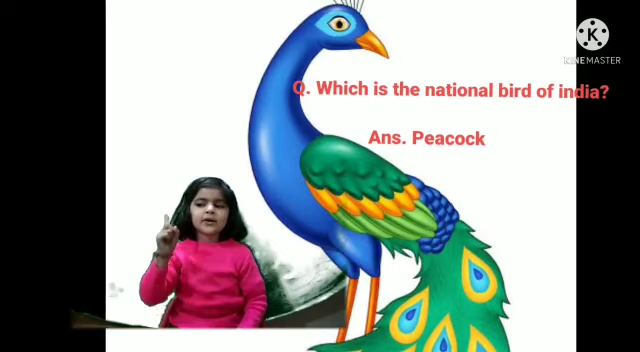 K
KINEMASTER
Q. Which is the national bird of india?
Ans. Peacock